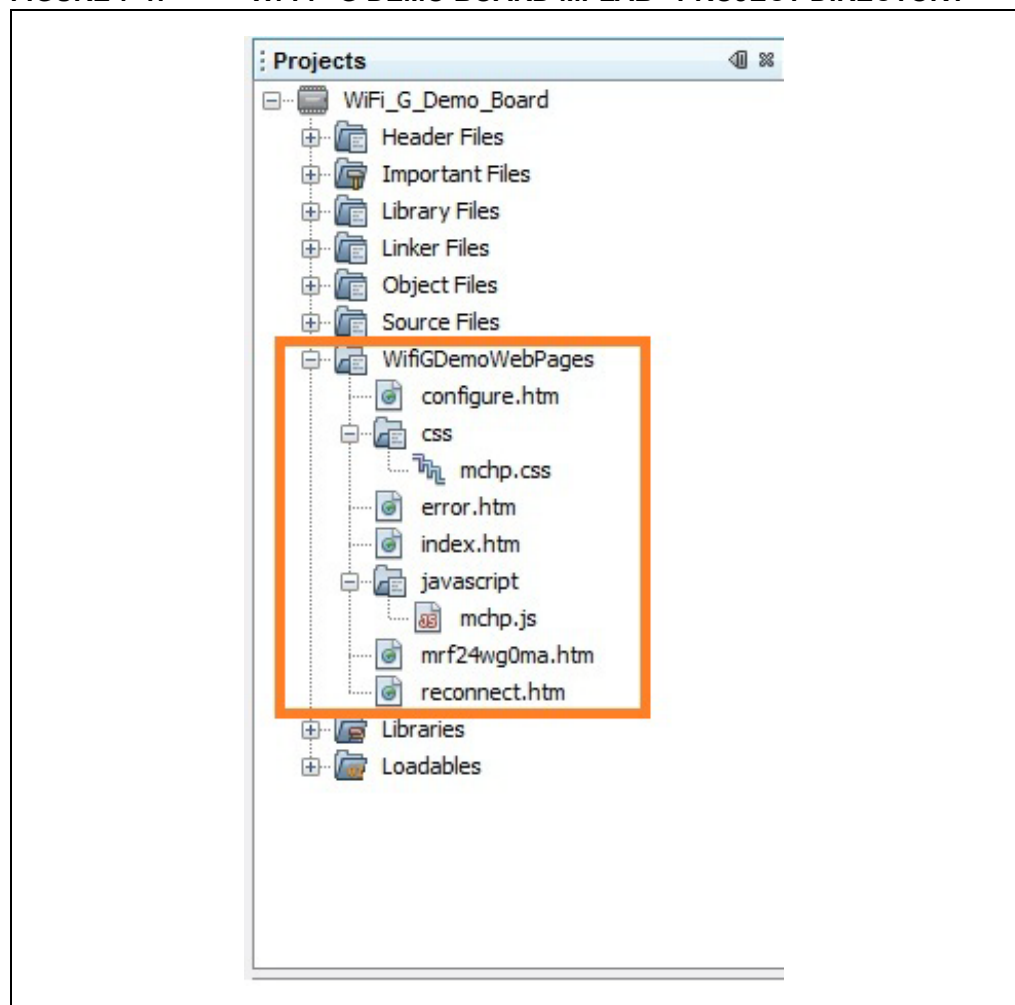 Projects
WiFi_G_Demo_Board
Header Files
Important Files
Library Files
Linker Files
Object Files
Source Files
WifiGDemoWebPages
configure.htm
css
mchp.css
error.htm
index.htm
javascript
mchp.js
mrf24wg0ma.htm
reconnect.htm
Libraries
Loadables